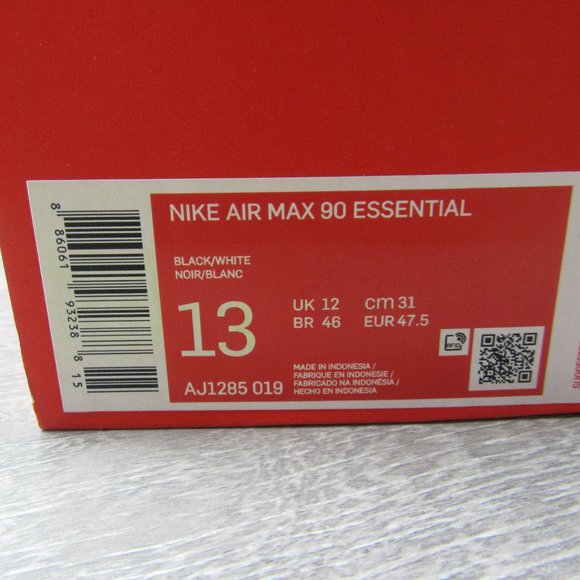 NIKE AIR MAX 90 ESSENTIAL
BLACK/WHITE
NOIR/BLANC
13
UK 12
cm 31
BR 46
EUR 47.5
AJ1285 019
MADE IN INDONESIA /
FABRIQUE EN INDONESIE /
FABRICADO NA INDONÉSIA /
HECHO EN INDONESIA
RFID
8 86061 93238 8 15